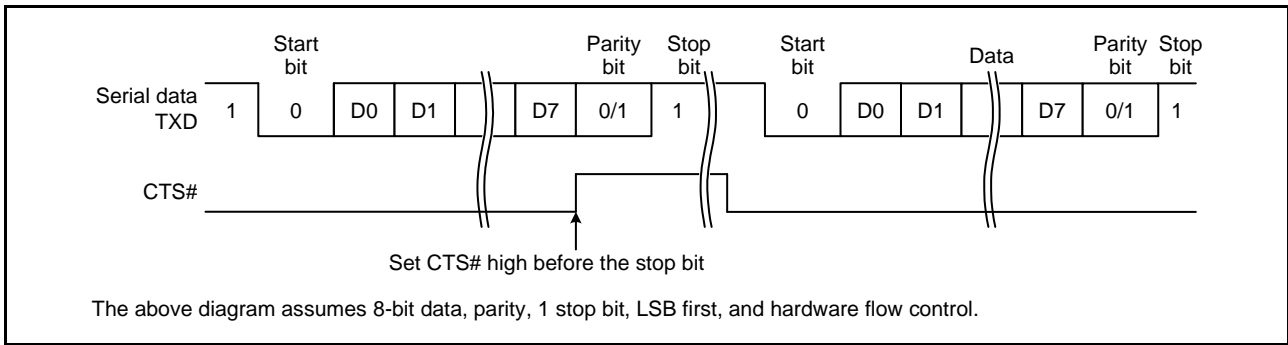 Start bit
Parity bit
Stop bit
Start bit
Data
Parity bit
Stop bit
Serial data TXD
1 0 D0 D1 D7 0/1 1 0 D0 D1 D7 0/1 1
CTS#
Set CTS# high before the stop bit
The above diagram assumes 8-bit data, parity, 1 stop bit, LSB first, and hardware flow control.